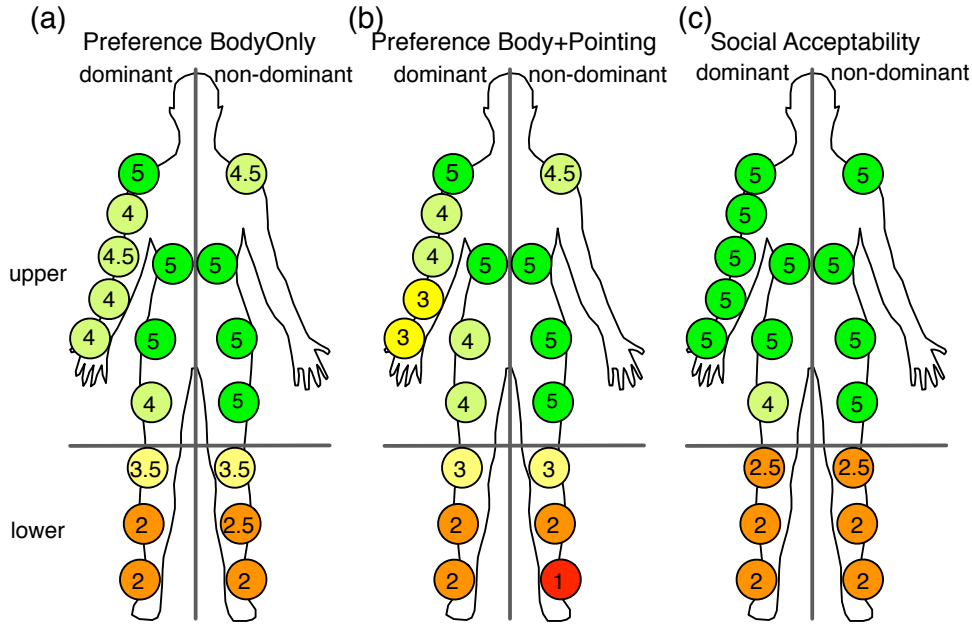 (a) (b) (c)
Preference BodyOnly Preference Body+Pointing Social Acceptability
dominant non-dominant dominant non-dominant dominant non-dominant
5 4.5 5 4.5 5 5
4 4 5
4.5 5 5 4 5 5 5 5 5
upper
4 3 5
4 5 5 3 4 5 5 5 5
4 5 4 5 4 5
3.5 3.5 3 3 2.5 2.5
lower 2 2.5 2 2 2 2
2 2 2 1 2 2